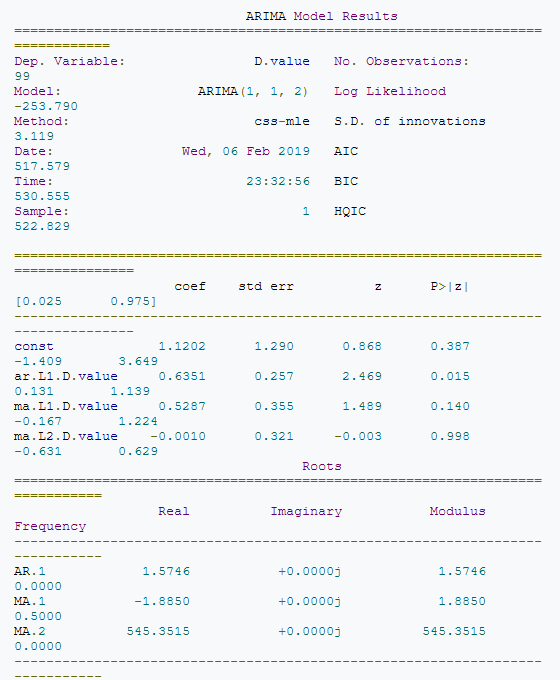 ARIMA Model Results
==================================================================
============
Dep. Variable: D.value No. Observations:
99
Model: ARIMA(1, 1, 2) Log Likelihood
-253.790
Method: css-mle S.D. of innovations
3.119
Date: Wed, 06 Feb 2019 AIC
517.579
Time: 23:32:56 BIC
530.555
Sample: 1 HQIC
522.829
==================================================================
===============
coef std err z P>|z|
[0.025 0.975]
------------------------------------------------------------------
---------------
const 1.1202 1.290 0.868 0.387
-1.409 3.649
ar.L1.D.value 0.6351 0.257 2.469 0.015
0.131 1.139
ma.L1.D.value 0.5287 0.355 1.489 0.140
-0.167 1.224
ma.L2.D.value -0.0010 0.321 -0.003 0.998
-0.631 0.629
Roots
==================================================================
===========
Real Imaginary Modulus
Frequency
------------------------------------------------------------------
-----------
AR.1 1.5746 +0.0000j 1.5746
0.0000
MA.1 -1.8850 +0.0000j 1.8850
0.5000
MA.2 545.3515 +0.0000j 545.3515
0.0000
------------------------------------------------------------------
-----------